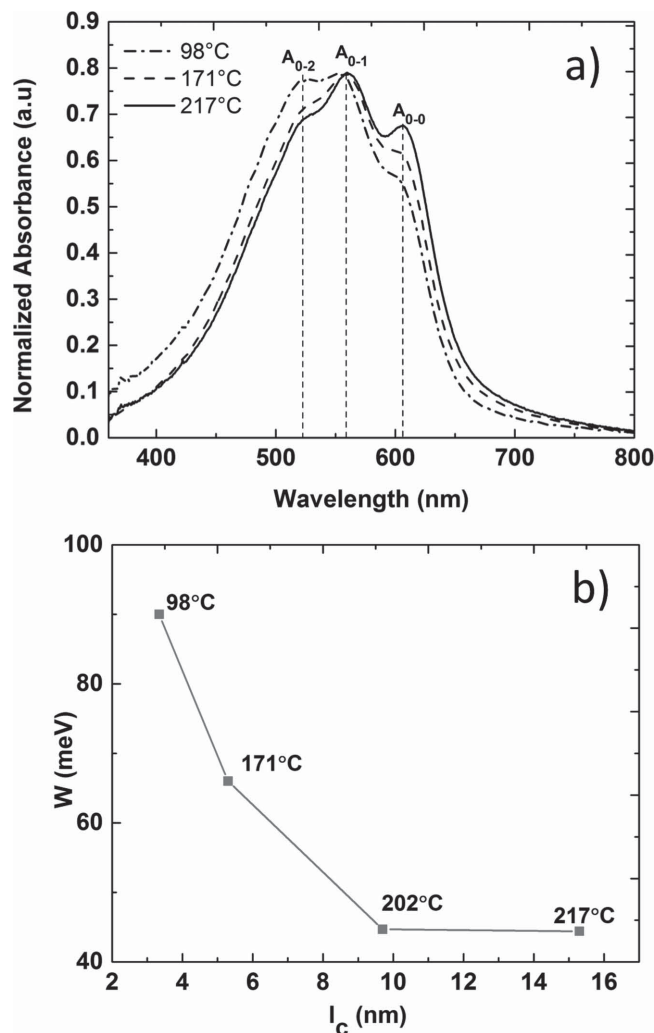 a)
98°C
171°C
217°C
A0-2
A0-1
A0-0
Normalized Absorbance (a.u)
0.9
0.8
0.7
0.6
0.5
0.4
0.3
0.2
0.1
0.0
400 500 600 700 800
Wavelength (nm)
b)
98°C
171°C
202°C
217°C
W (meV)
100
80
60
40
2 4 6 8 10 12 14 16
lc (nm)